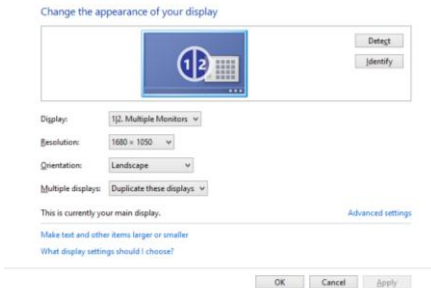 Change the appearance of your display
1|2
Detect
Identify
Display: 1|2. Multiple Monitors
Resolution: 1680 × 1050
Orientation: Landscape
Multiple displays: Duplicate these displays
This is currently your main display. Advanced settings
Make text and other items larger or smaller
What display settings should I choose?
OK Cancel Apply